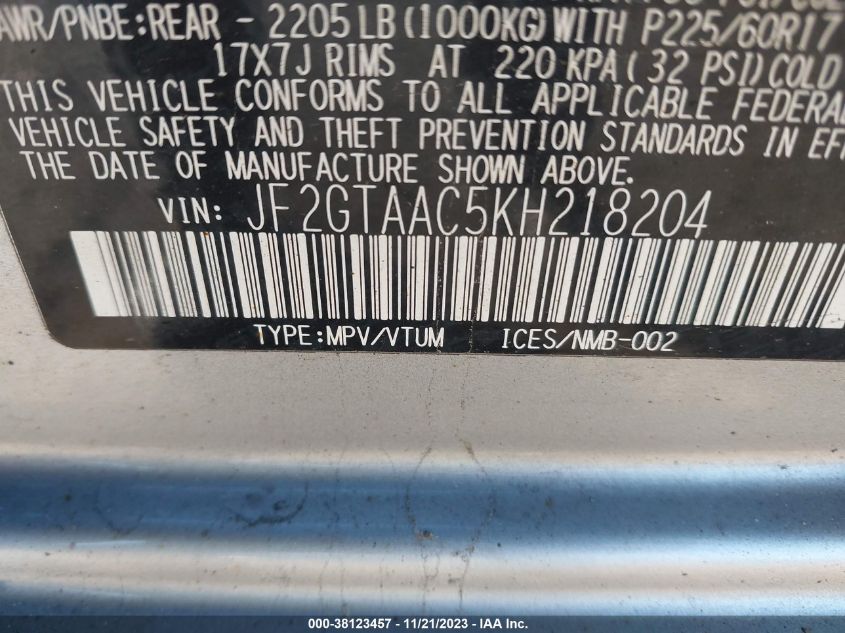 AWR/PNBE:REAR - 2205 LB (1000KG) WITH P225/60R17
17X7J RIMS AT 220 KPA ( 32 PSI) COLD
THIS VEHICLE CONFORMS TO ALL APPLICABLE FEDERAL
VEHICLE SAFETY AND THEFT PREVENTION STANDARDS IN EFF
THE DATE OF MANUFACTURE SHOWN ABOVE.
VIN: JF2GTAAC5KH218204
TYPE:MPV/VTUM ICES/NMB-002
000-38123457 - 11/21/2023 - IAA Inc.